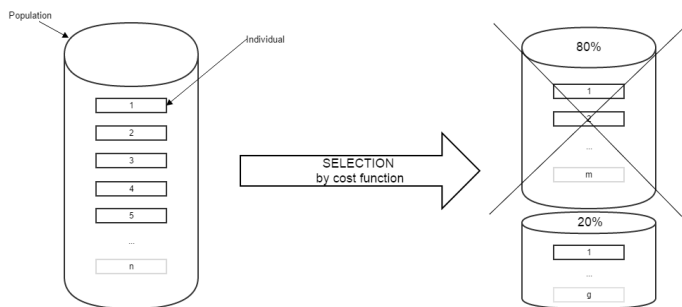 Population
Individual
1
2
3
4
5
...
n
SELECTION
by cost function
80%
1
2
...
m
20%
1
...
g